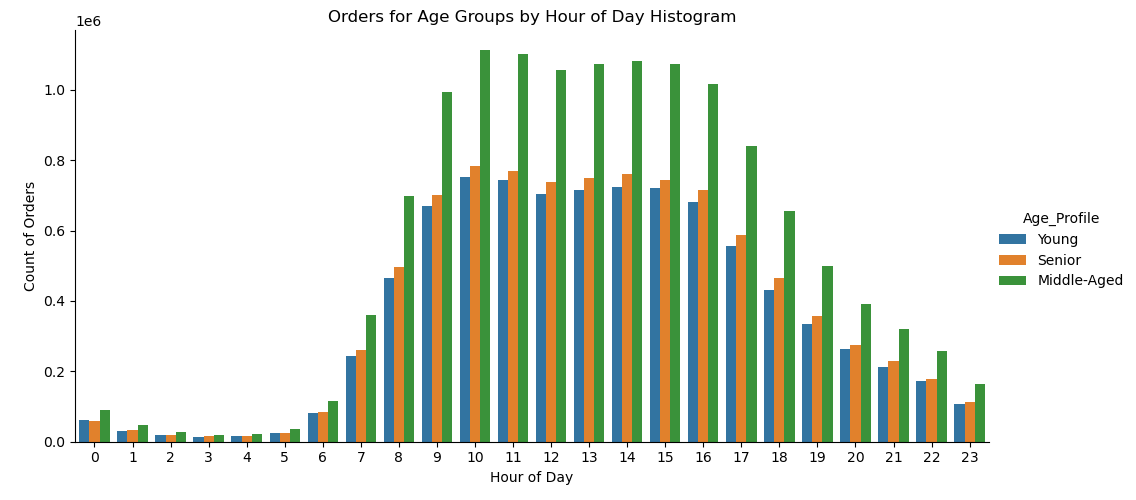 Orders for Age Groups by Hour of Day Histogram
1e6
1.0
0.8
0.6
0.4
0.2
0.0
Count of Orders
0 1 2 3 4 5 6 7 8 9 10 11 12 13 14 15 16 17 18 19 20 21 22 23
Hour of Day
Age_Profile
Young
Senior
Middle-Aged